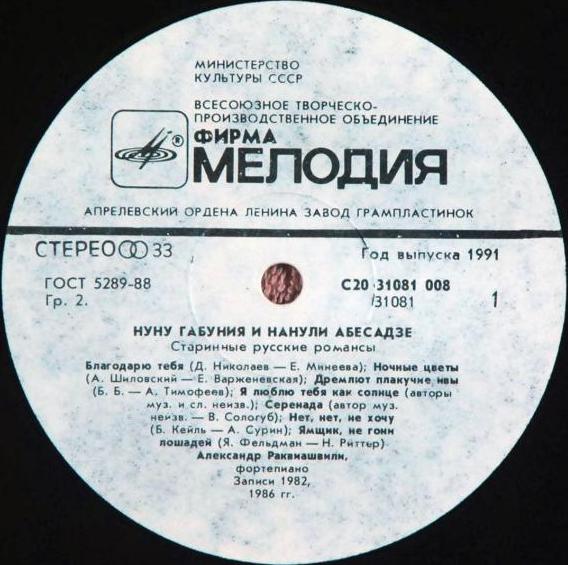 МИНИСТЕРСТВО
КУЛЬТУРЫ СССР
ВСЕСОЮЗНОЕ ТВОРЧЕСКО-
ПРОИЗВОДСТВЕННОЕ ОБЪЕДИНЕНИЕ
ФИРМА
® МЕЛОДИЯ
АПРЕЛЕВСКИЙ ОРДЕНА ЛЕНИНА ЗАВОД ГРАМПЛАСТИНОК
СТЕРЕО 33
Год выпуска 1991
ГОСТ 5289-88
С20 31081 008
Гр. 2.
/31081
1
НУНУ ГАБУНИЯ И НАНУЛИ АБЕСАДЗЕ
Старинные русские романсы
Благодарю тебя (Д. Николаев — Е. Минеева); Ночные цветы
(А. Шиловский — Е. Варженевская); Дремлют плакучие ивы
(Б. Б. — А. Тимофеев); Я люблю тебя как солнце (авторы
муз. и сл. неизв.); Серенада (автор муз.
неизв. — В. Сологуб); Нет, нет, не хочу
(Б. Кейль — А. Сурин); Ямщик, не гони
лошадей (Я. Фельдман — Н. Риттер)
Александр Раквиашвили,
фортепиано
Записи 1982,
1986 гг.